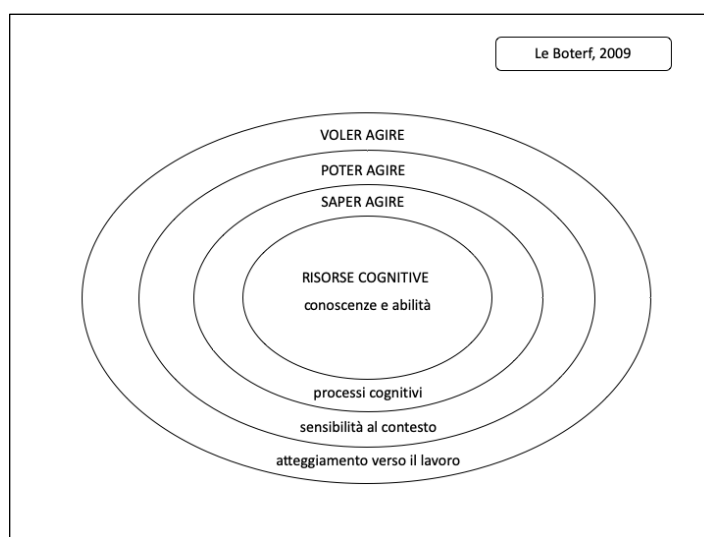 Le Boterf, 2009
VOLER AGIRE
POTER AGIRE
SAPER AGIRE
RISORSE COGNITIVE
conoscenze e abilità
processi cognitivi
sensibilità al contesto
atteggiamento verso il lavoro